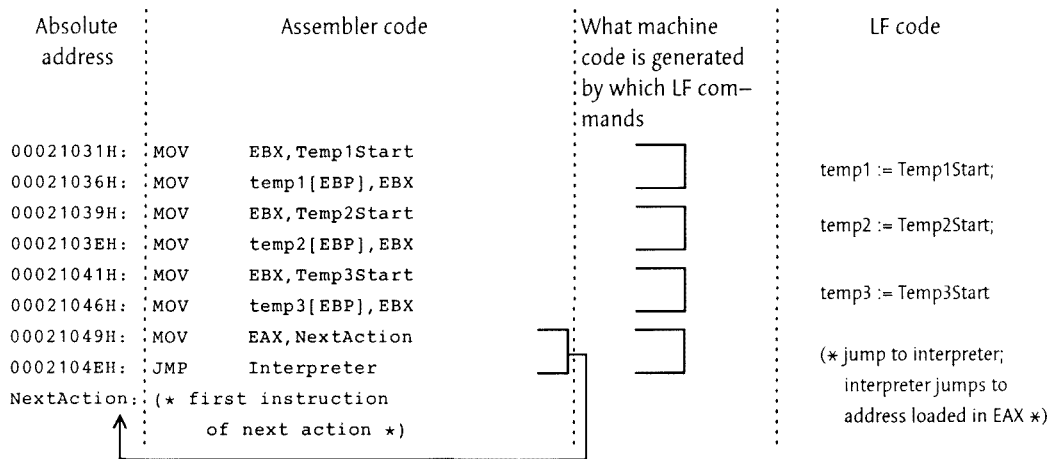 Absolute address
Assembler code
What machine code is generated by which LF com–mands
LF code
00021031H: MOV EBX,Temp1Start
00021036H: MOV temp1[EBP],EBX
temp1 := Temp1Start;
00021039H: MOV EBX,Temp2Start
0002103EH: MOV temp2[EBP],EBX
temp2 := Temp2Start;
00021041H: MOV EBX,Temp3Start
00021046H: MOV temp3[EBP],EBX
temp3 := Temp3Start
00021049H: MOV EAX,NextAction
0002104EH: JMP Interpreter
NextAction: (* first instruction
of next action *)
(* jump to interpreter;
interpreter jumps to
address loaded in EAX *)